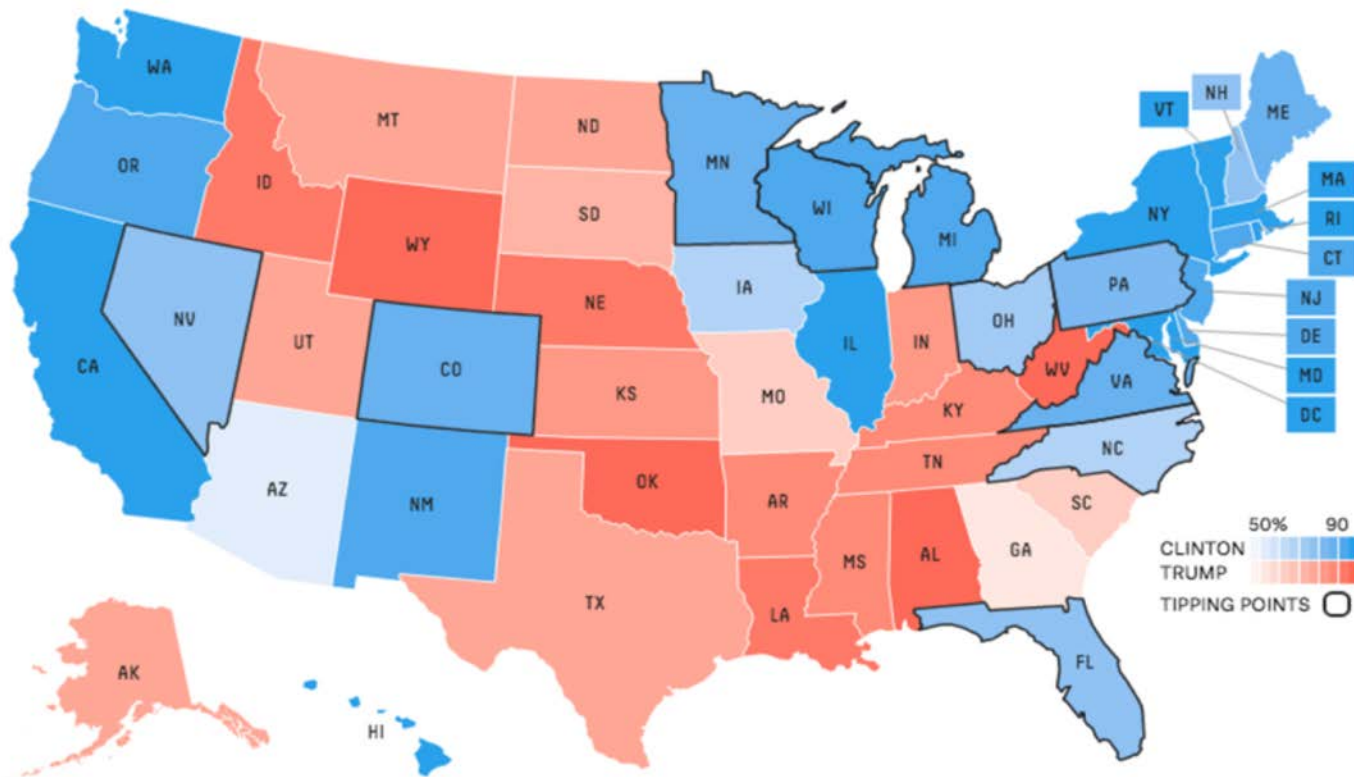 WA
VT
NH
ME
MT
ND
MN
OR
ID
SD
WI
MI
NY
MA
RI
CT
WY
NV
UT
CO
NE
IA
IL
IN
OH
PA
NJ
DE
MD
DC
CA
KS
MO
KY
WV
VA
AZ
NM
OK
AR
TN
NC
SC
TX
LA
MS
AL
GA
FL
AK
HI
50% 90
CLINTON
TRUMP
TIPPING POINTS